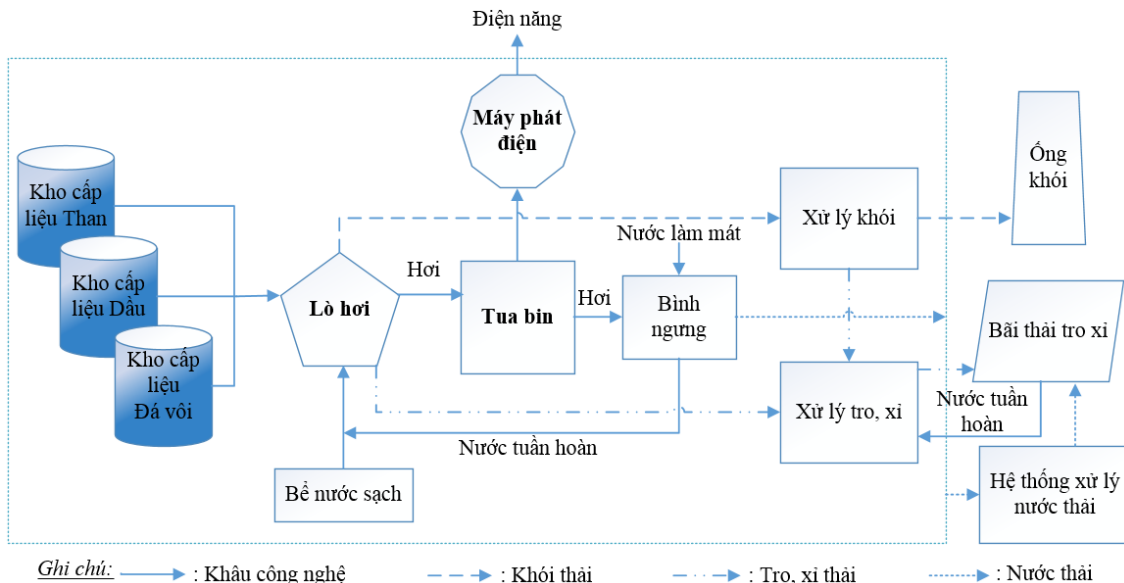 Điện năng
Máy phát
điện
Ống
khói
Kho cấp
liệu Than
Xử lý khói
Nước làm mát
Kho cấp
liệu Dầu
Hơi
Lò hơi
Tua bin
Hơi
Bình
ngưng
Bãi thải tro xỉ
Kho cấp
liệu
Đá vôi
Xử lý tro, xỉ
Nước tuần
hoàn
Nước tuần hoàn
Bể nước sạch
Hệ thống xử lý
nước thải
Ghi chú: : Khâu công nghệ : Khói thải : Tro, xỉ thải : Nước thải